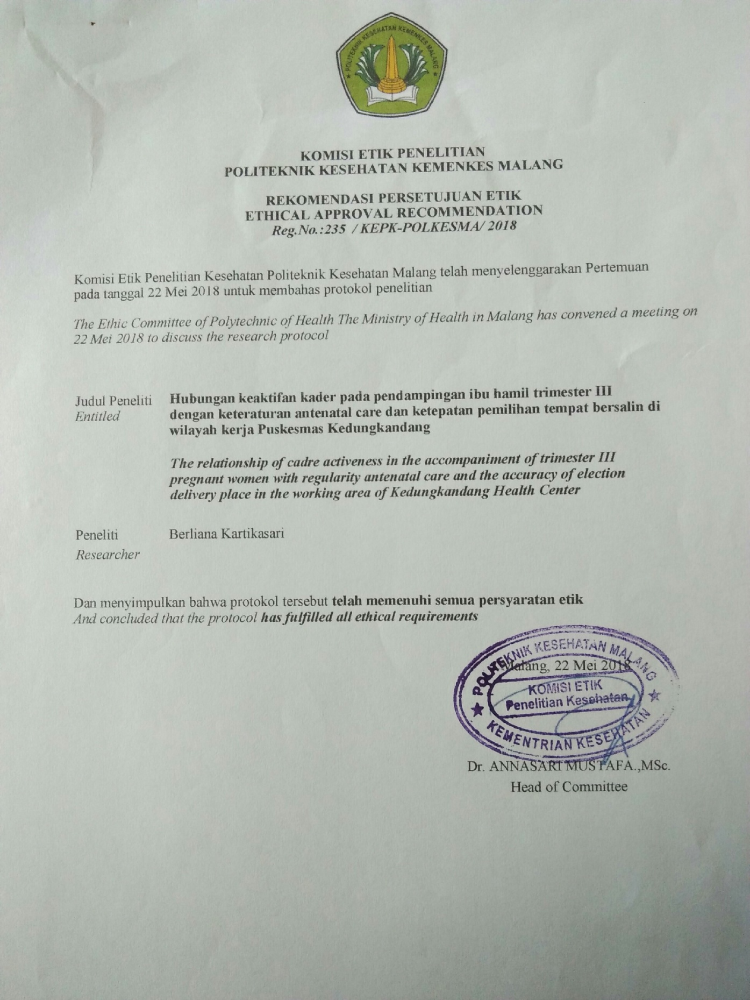 ★ POLITEKNIK KESEHATAN KEMENKES MALANG ★
KOMISI ETIK PENELITIAN
POLITEKNIK KESEHATAN KEMENKES MALANG
REKOMENDASI PERSETUJUAN ETIK
ETHICAL APPROVAL RECOMMENDATION
Reg.No.:235 / KEPK-POLKESMA/ 2018
Komisi Etik Penelitian Kesehatan Politeknik Kesehatan Malang telah menyelenggarakan Pertemuan
pada tanggal 22 Mei 2018 untuk membahas protokol penelitian
The Ethic Committee of Polytechnic of Health The Ministry of Health in Malang has convened a meeting on
22 Mei 2018 to discuss the research protocol
Judul Peneliti Hubungan keaktifan kader pada pendampingan ibu hamil trimester III
Entitled dengan keteraturan antenatal care dan ketepatan pemilihan tempat bersalin di
wilayah kerja Puskesmas Kedungkandang
The relationship of cadre activeness in the accompaniment of trimester III
pregnant women with regularity antenatal care and the accuracy of election
delivery place in the working area of Kedungkandang Health Center
Peneliti Berliana Kartikasari
Researcher
Dan menyimpulkan bahwa protokol tersebut telah memenuhi semua persyaratan etik
And concluded that the protocol has fulfilled all ethical requirements
POLITEKNIK KESEHATAN MALANG
Malang, 22 Mei 2018
KOMISI ETIK
Penelitian Kesehatan
★ KEMENTRIAN KESEHATAN ★
Dr. ANNASARI MUSTAFA.,MSc.
Head of Committee